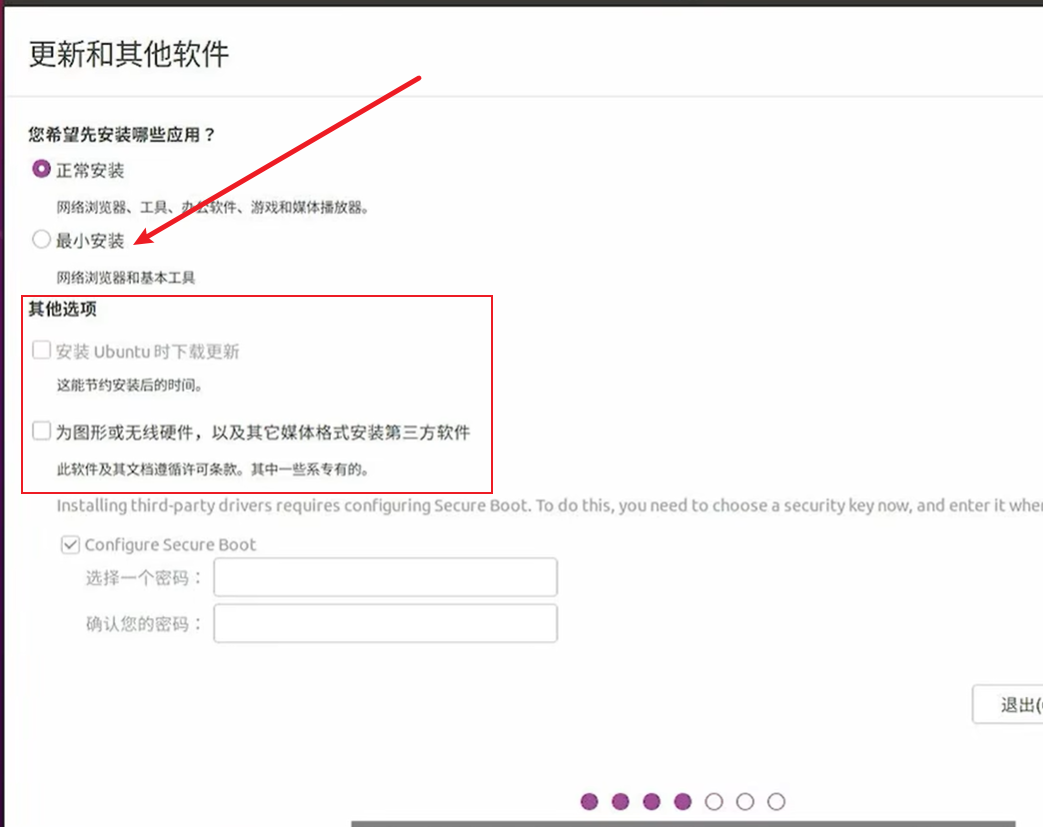 更新和其他软件
您希望先安装哪些应用？
正常安装
网络浏览器、工具、办公软件、游戏和媒体播放器。
最小安装
网络浏览器和基本工具
其他选项
安装 Ubuntu 时下载更新
这能节约安装后的时间。
为图形或无线硬件，以及其它媒体格式安装第三方软件
此软件及其文档遵循许可条款。其中一些系专有的。
Installing third-party drivers requires configuring Secure Boot. To do this, you need to choose a security key now, and enter it
Configure Secure Boot
选择一个密码：
确认您的密码：
退出(